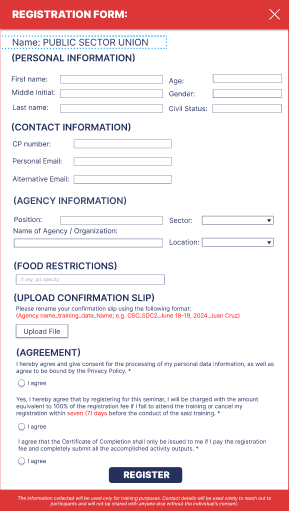 REGISTRATION FORM:
Name: PUBLIC SECTOR UNION
(PERSONAL INFORMATION)
First name:
Age:
Middle Initial:
Gender:
Last name:
Civil Status:
(CONTACT INFORMATION)
CP number:
Personal Email:
Alternative Email:
(AGENCY INFORMATION)
Position:
Sector:
Name of Agency / Organization:
Location:
(FOOD RESTRICTIONS)
If any, pls specify
(UPLOAD CONFIRMATION SLIP)
Please rename your confirmation slip using the following format:
(Agency name_training_date_Name; e.g. CSC_SDC2_June 18-19, 2024_Juan Cruz)
Upload File
(AGREEMENT)
I hereby agree and give consent for the processing of my personal data information, as well as
agree to be bound by the Privacy Policy. *
I agree
Yes, I hereby agree that by registering for this seminar, I will be charged with the amount
equivalent to 100% of the registration fee if I fail to attend the training or cancel my
registration within seven (7) days before the conduct of the said training. *
I agree
I agree that the Certificate of Completion shall only be issued to me if I pay the registration
fee and completely submit all the accomplished activity outputs. *
I agree
REGISTER
The information collected will be used only for training purposes. Contact details will be used solely to reach out to
participants and will not be shared with anyone else without the individual's consent.